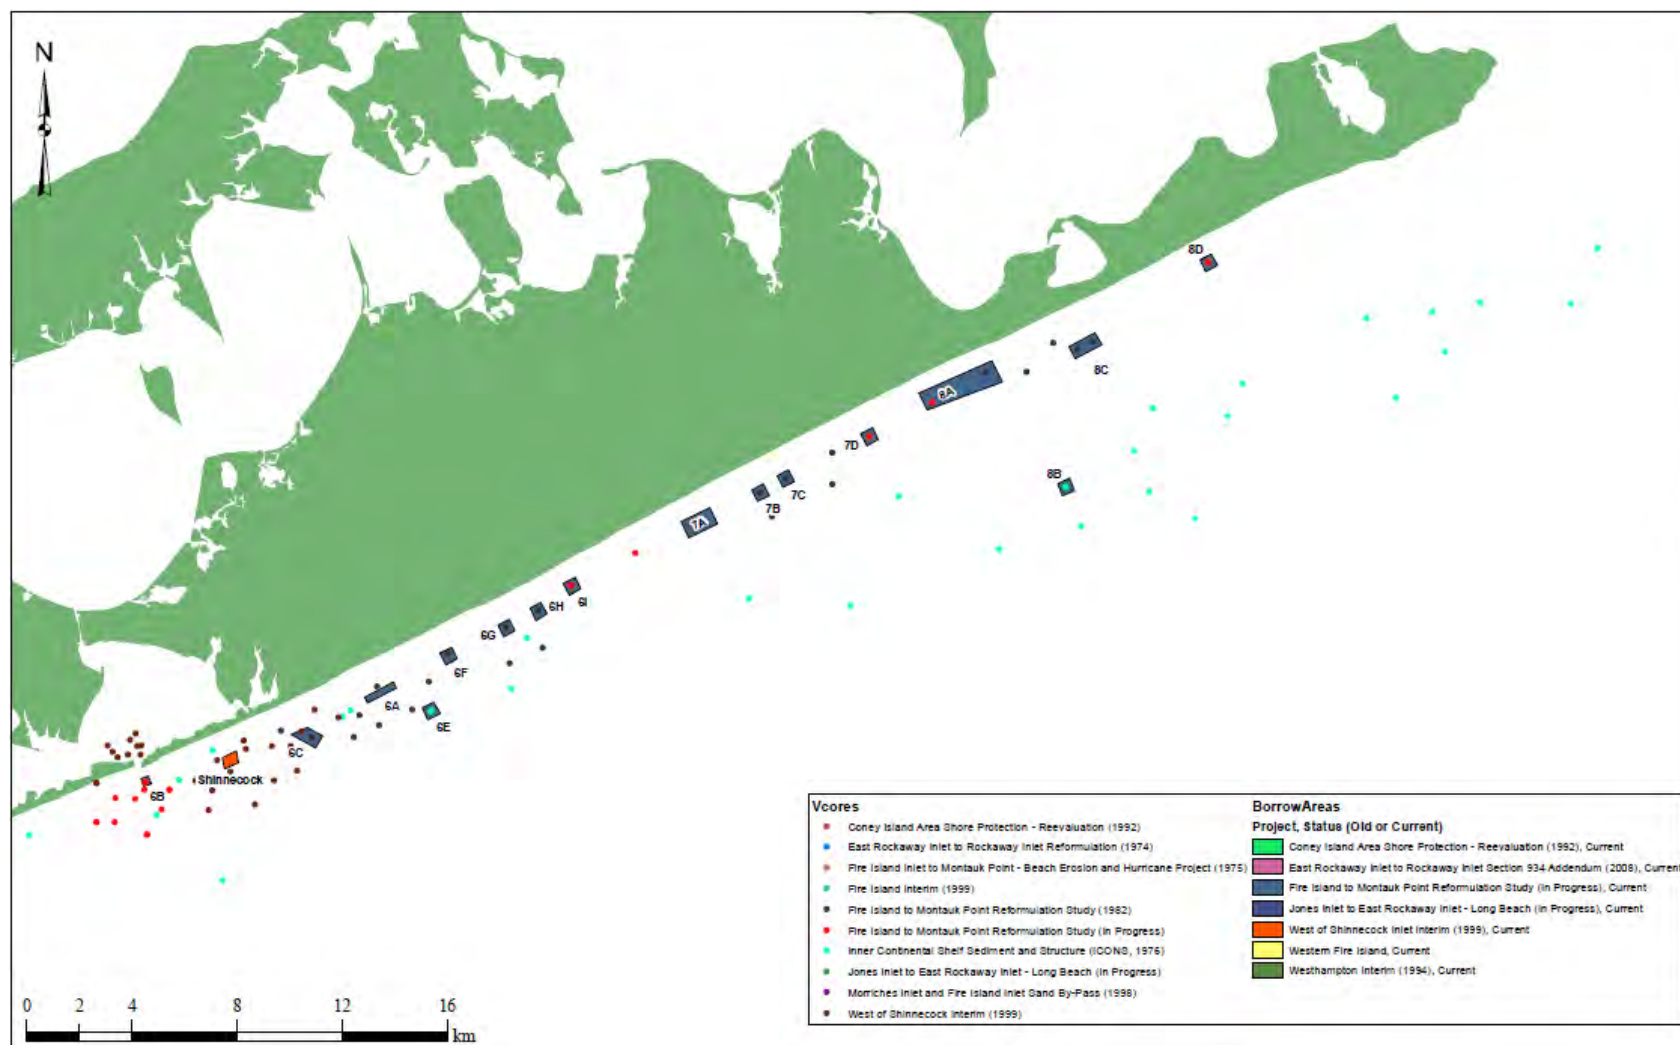 N
8D
8C
8A
7D
8B
7C
7B
7A
6I
6H
6G
6F
6A
6E
6C
Shinnecock
6B
Vcores
Coney Island Area Shore Protection - Reevaluation (1992)
East Rockaway Inlet to Rockaway Inlet Reformulation (1974)
Fire Island Inlet to Montauk Point - Beach Erosion and Hurricane Project (1975)
Fire Island Interim (1999)
Fire Island to Montauk Point Reformulation Study (1982)
Fire Island to Montauk Point Reformulation Study (In Progress)
Inner Continental Shelf Sediment and Structure (ICONS, 1976)
Jones Inlet to East Rockaway Inlet - Long Beach (In Progress)
Morriches Inlet and Fire Island Inlet Sand By-Pass (1998)
West of Shinnecock Interim (1999)
BorrowAreas
Project, Status (Old or Current)
Coney Island Area Shore Protection - Reevaluation (1992), Current
East Rockaway Inlet to Rockaway Inlet Section 934 Addendum (2008), Current
Fire Island to Montauk Point Reformulation Study (In Progress), Current
Jones Inlet to East Rockaway Inlet - Long Beach (In Progress), Current
West of Shinnecock Inlet Interim (1999), Current
Western Fire Island, Current
Westhampton Interim (1994), Current
0 2 4 8 12 16
km